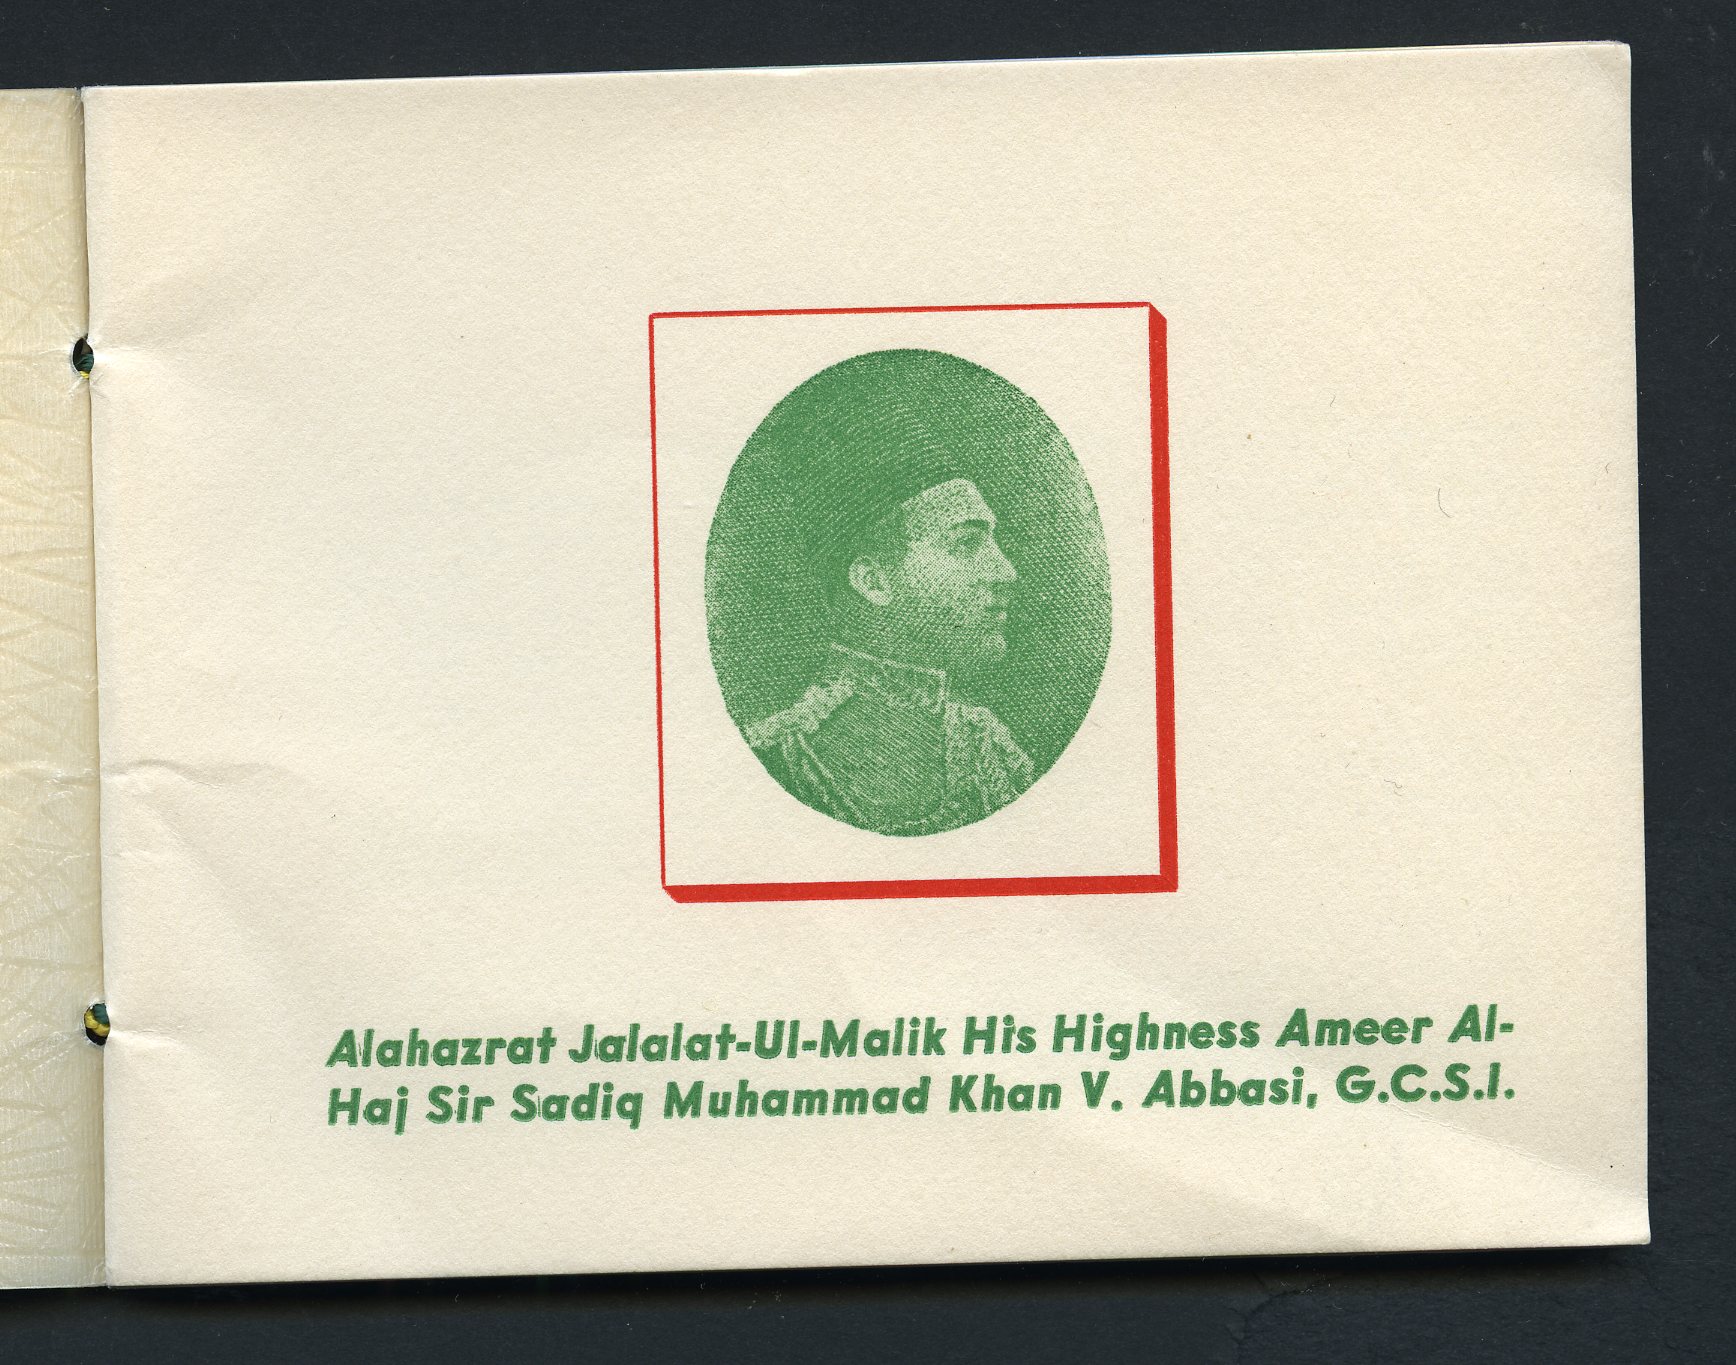 Alahazrat Jalalat-Ul-Malik His Highness Ameer Al-
Haj Sir Sadiq Muhammad Khan V. Abbasi, G.C.S.I.